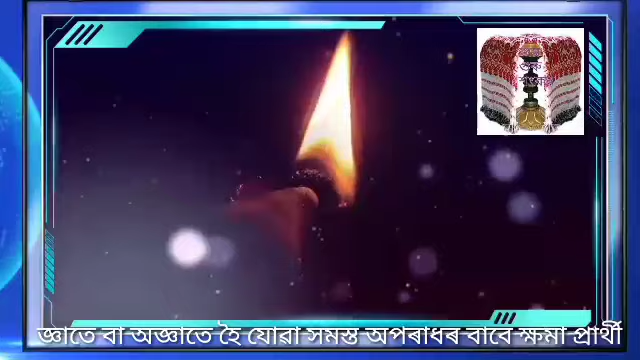 জ্ঞাতে বা অজ্ঞাতে হৈ যোৱা সমস্ত অপৰাধৰ বাবে ক্ষমা প্ৰাৰ্থী